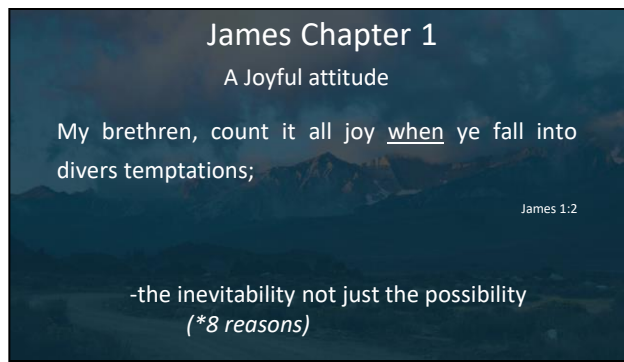 James Chapter 1
A Joyful attitude
My brethren, count it all joy when ye fall into
divers temptations;
James 1:2
-the inevitability not just the possibility
(*8 reasons)